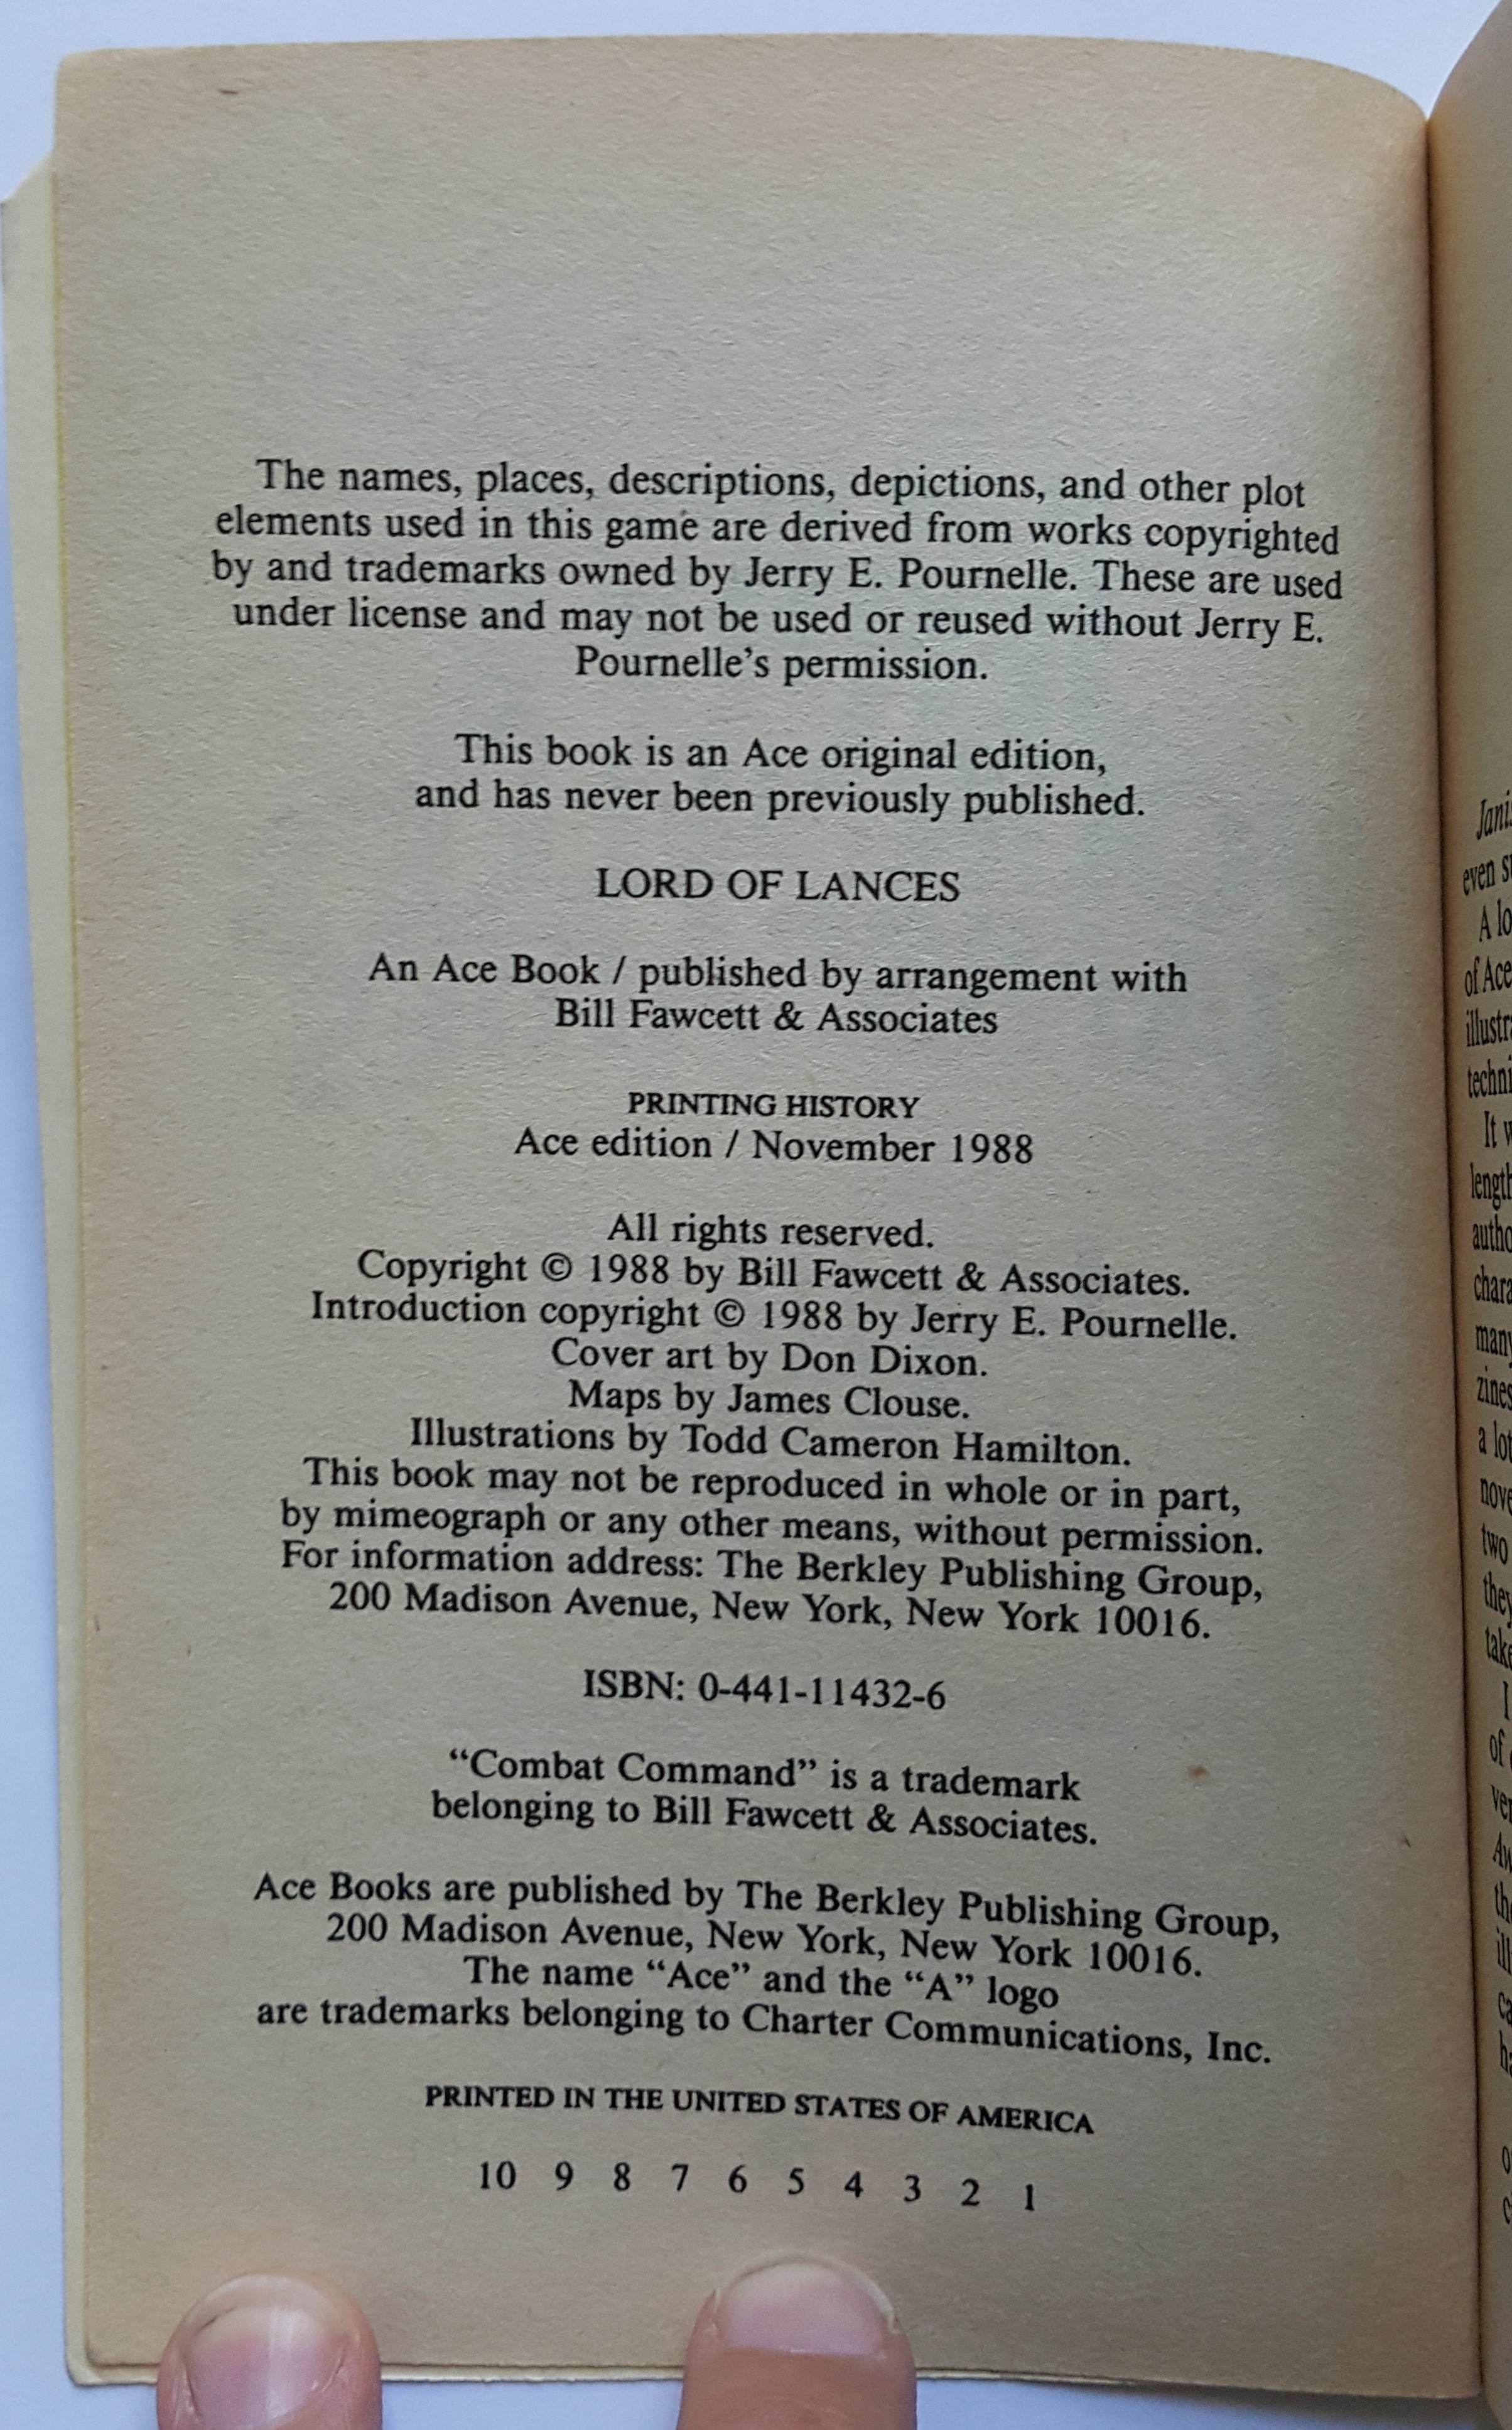 The names, places, descriptions, depictions, and other plot
elements used in this game are derived from works copyrighted
by and trademarks owned by Jerry E. Pournelle. These are used
under license and may not be used or reused without Jerry E.
Pournelle's permission.
This book is an Ace original edition,
and has never been previously published.
LORD OF LANCES
An Ace Book / published by arrangement with
Bill Fawcett & Associates
PRINTING HISTORY
Ace edition / November 1988
All rights reserved.
Copyright © 1988 by Bill Fawcett & Associates.
Introduction copyright © 1988 by Jerry E. Pournelle.
Cover art by Don Dixon.
Maps by James Clouse.
Illustrations by Todd Cameron Hamilton.
This book may not be reproduced in whole or in part,
by mimeograph or any other means, without permission.
For information address: The Berkley Publishing Group,
200 Madison Avenue, New York, New York 10016.
ISBN: 0-441-11432-6
“Combat Command” is a trademark
belonging to Bill Fawcett & Associates.
Ace Books are published by The Berkley Publishing Group,
200 Madison Avenue, New York, New York 10016.
The name “Ace” and the “A” logo
are trademarks belonging to Charter Communications, Inc.
PRINTED IN THE UNITED STATES OF AMERICA
10 9 8 7 6 5 4 3 2 1
even
A
of Ace
It
many
a lot
two
they
I
of